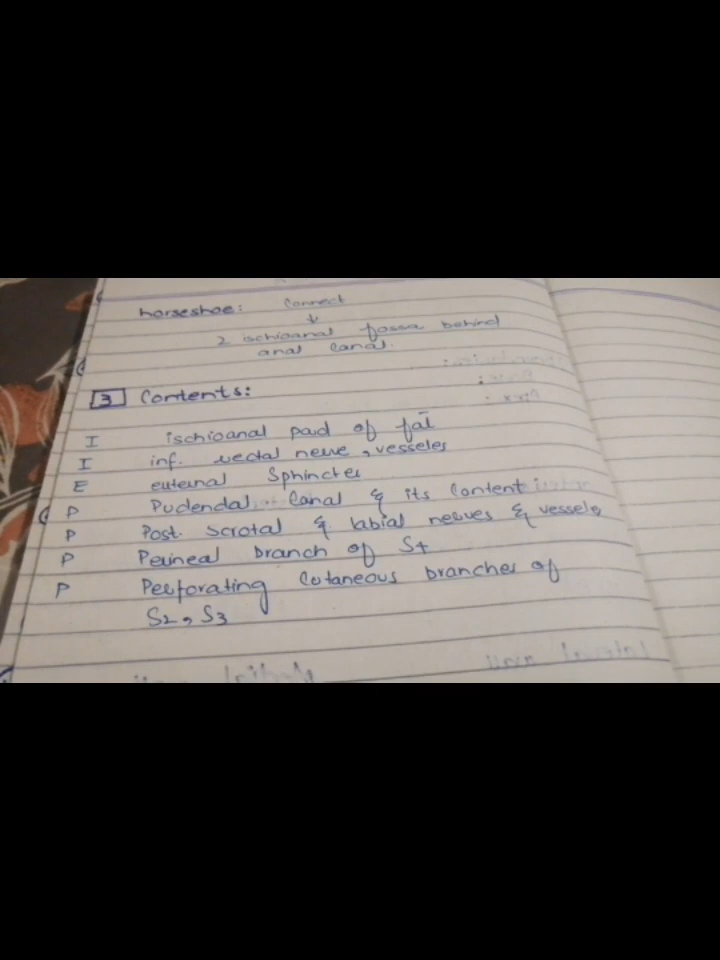 horseshoe: Connect
↓
2 ischioanal fossa behind
anal canal.
3 Contents:
I ischioanal pad of fat
I inf. rectal nerve, vesseles
E external Sphincter
P Pudendal Canal & its Content
P Post. scrotal & labial nerves & vessels
P Perineal branch of S4
P Perforating Cutaneous branches of
S2, S3